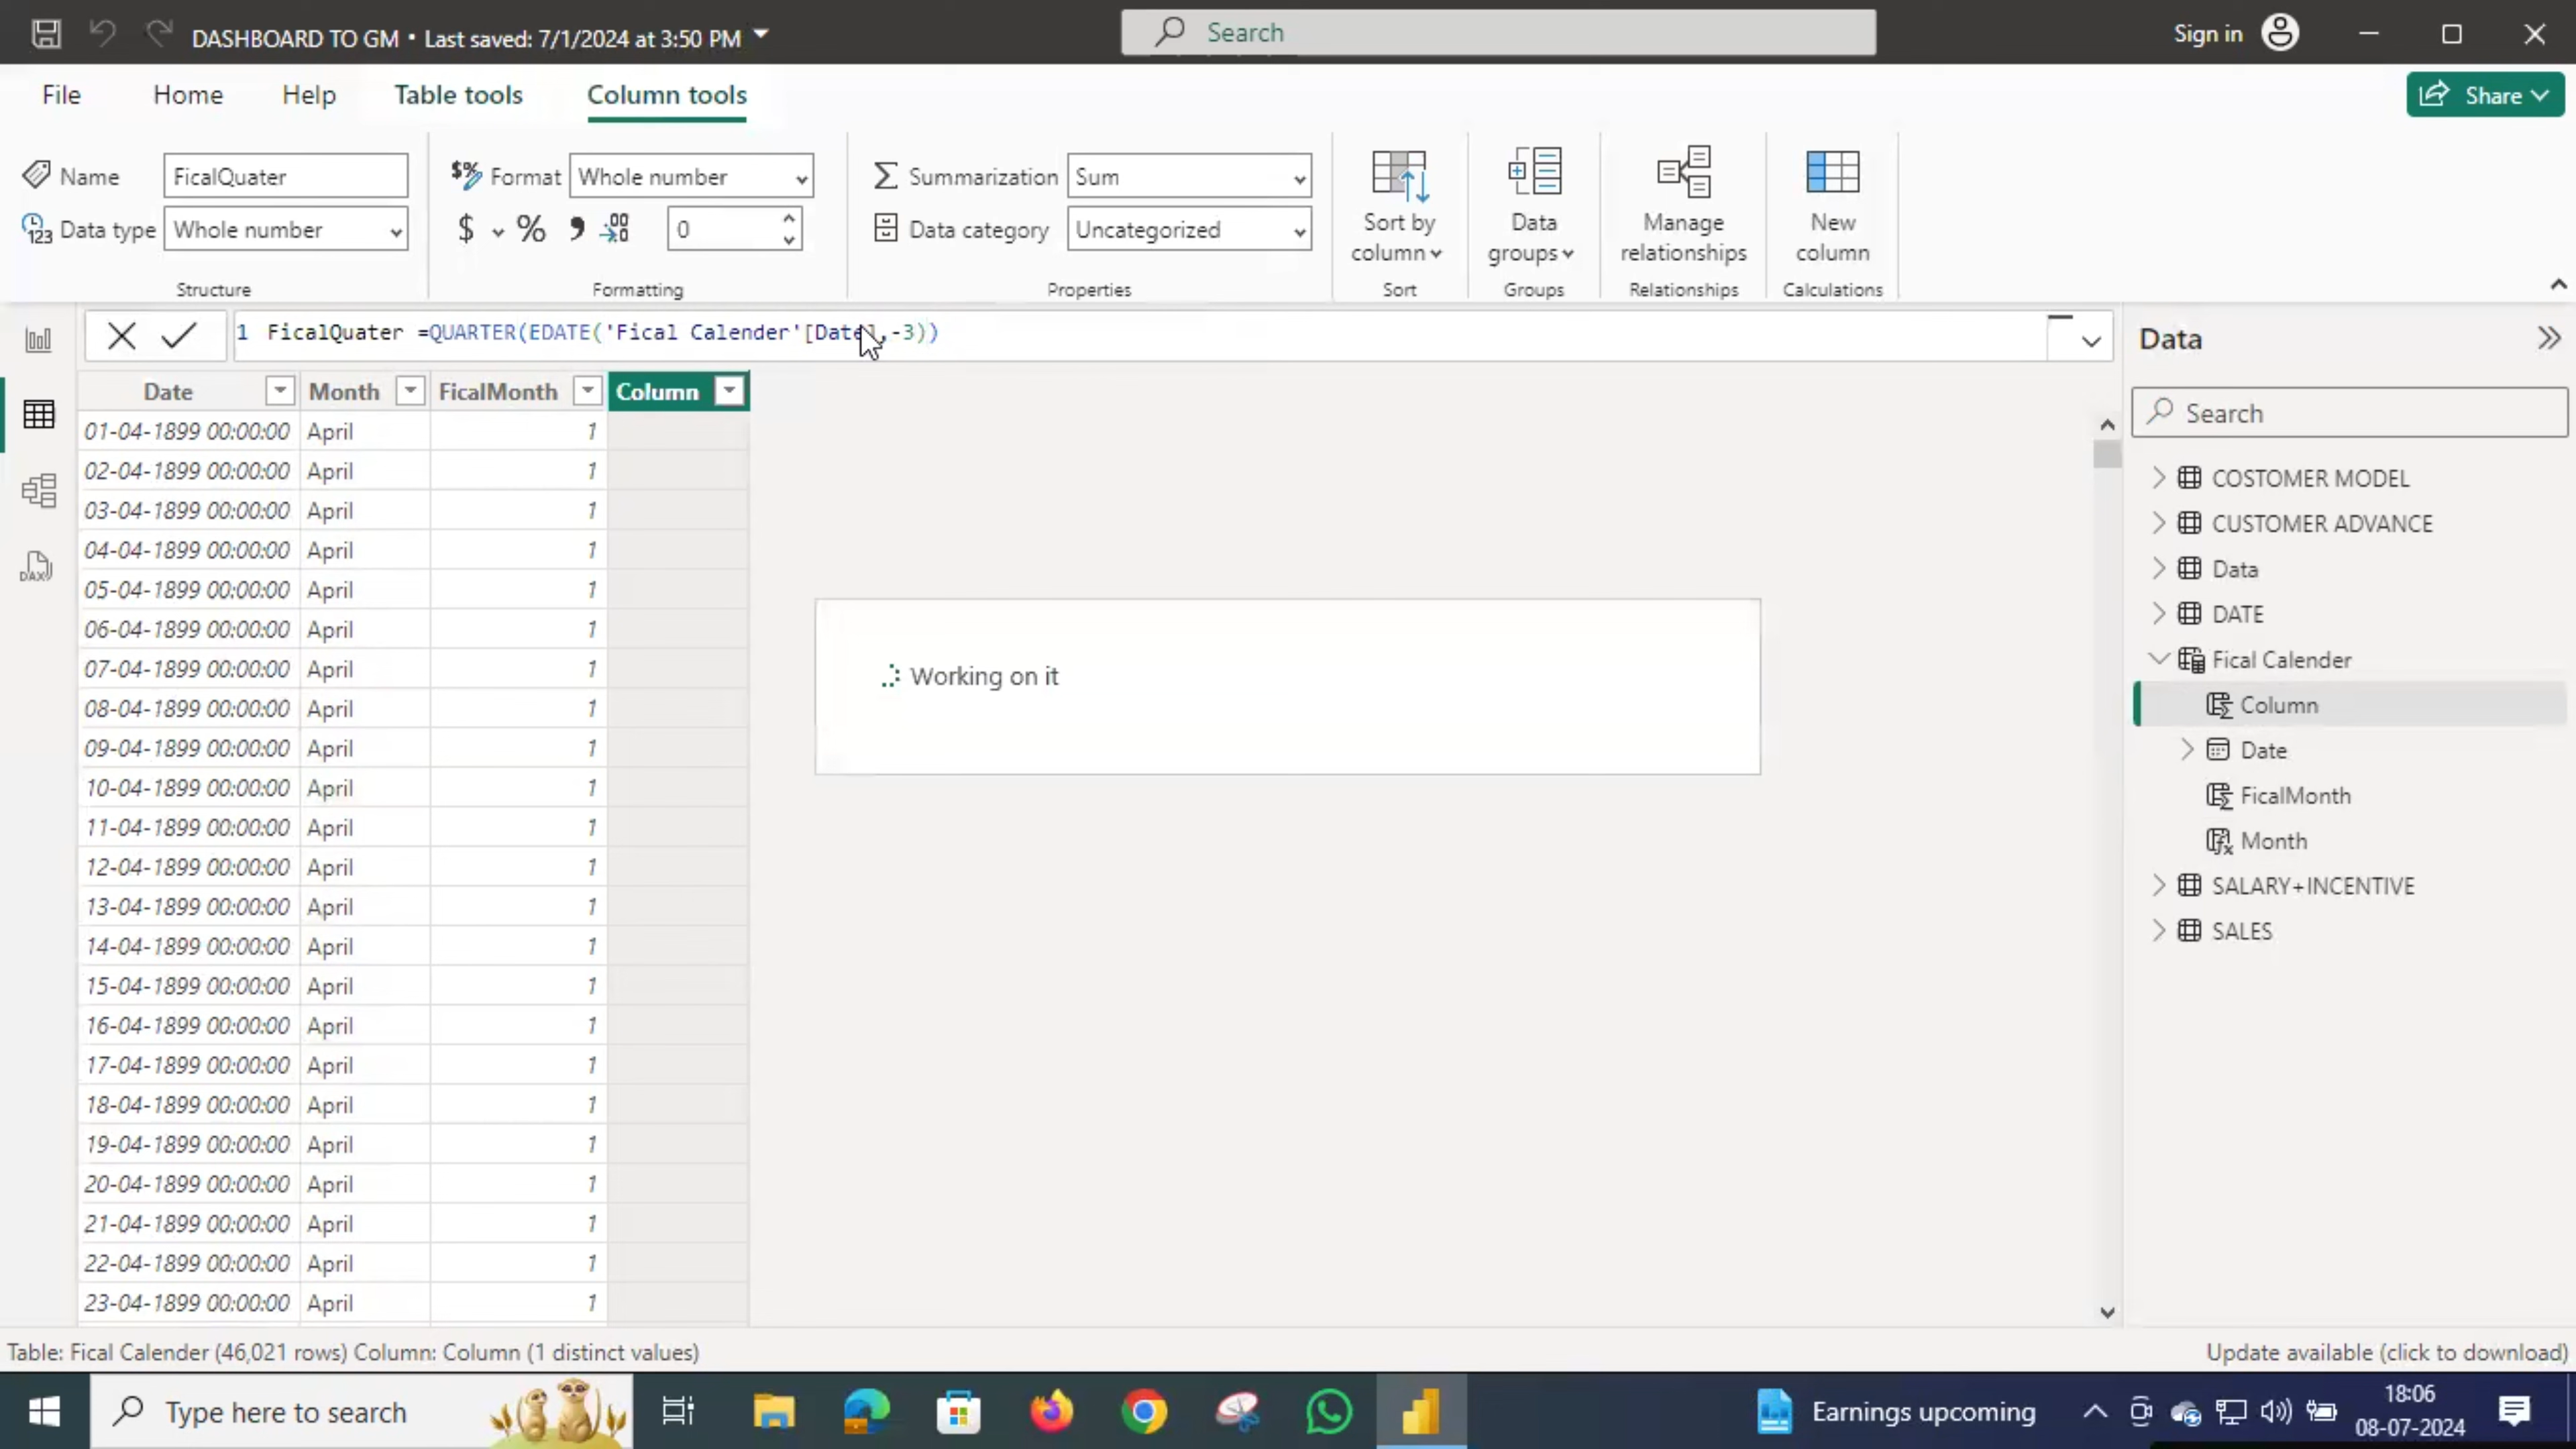 DASHBOARD TO GM • Last saved: 7/1/2024 at 3:50 PM
Search
Sign in
File Home Help Table tools Column tools
Share
Name FicalQuater
Format Whole number
Summarization Sum
Data type Whole number
$ % , 0
Data category Uncategorized
Sort by column
Data groups
Manage relationships
New column
Structure Formatting Properties Sort Groups Relationships Calculations
1 FicalQuater =QUARTER(EDATE('Fical Calender'[Date],-3))
Date Month FicalMonth Column
01-04-1899 00:00:00 April 1
02-04-1899 00:00:00 April 1
03-04-1899 00:00:00 April 1
04-04-1899 00:00:00 April 1
05-04-1899 00:00:00 April 1
06-04-1899 00:00:00 April 1
07-04-1899 00:00:00 April 1
08-04-1899 00:00:00 April 1
09-04-1899 00:00:00 April 1
10-04-1899 00:00:00 April 1
11-04-1899 00:00:00 April 1
12-04-1899 00:00:00 April 1
13-04-1899 00:00:00 April 1
14-04-1899 00:00:00 April 1
15-04-1899 00:00:00 April 1
16-04-1899 00:00:00 April 1
17-04-1899 00:00:00 April 1
18-04-1899 00:00:00 April 1
19-04-1899 00:00:00 April 1
20-04-1899 00:00:00 April 1
21-04-1899 00:00:00 April 1
22-04-1899 00:00:00 April 1
23-04-1899 00:00:00 April 1
Working on it
Data
Search
COSTOMER MODEL
CUSTOMER ADVANCE
Data
DATE
Fical Calender
Column
Date
FicalMonth
Month
SALARY+INCENTIVE
SALES
DAX
Table: Fical Calender (46,021 rows) Column: Column (1 distinct values)
Update available (click to download)
Type here to search
Earnings upcoming
18:06
08-07-2024